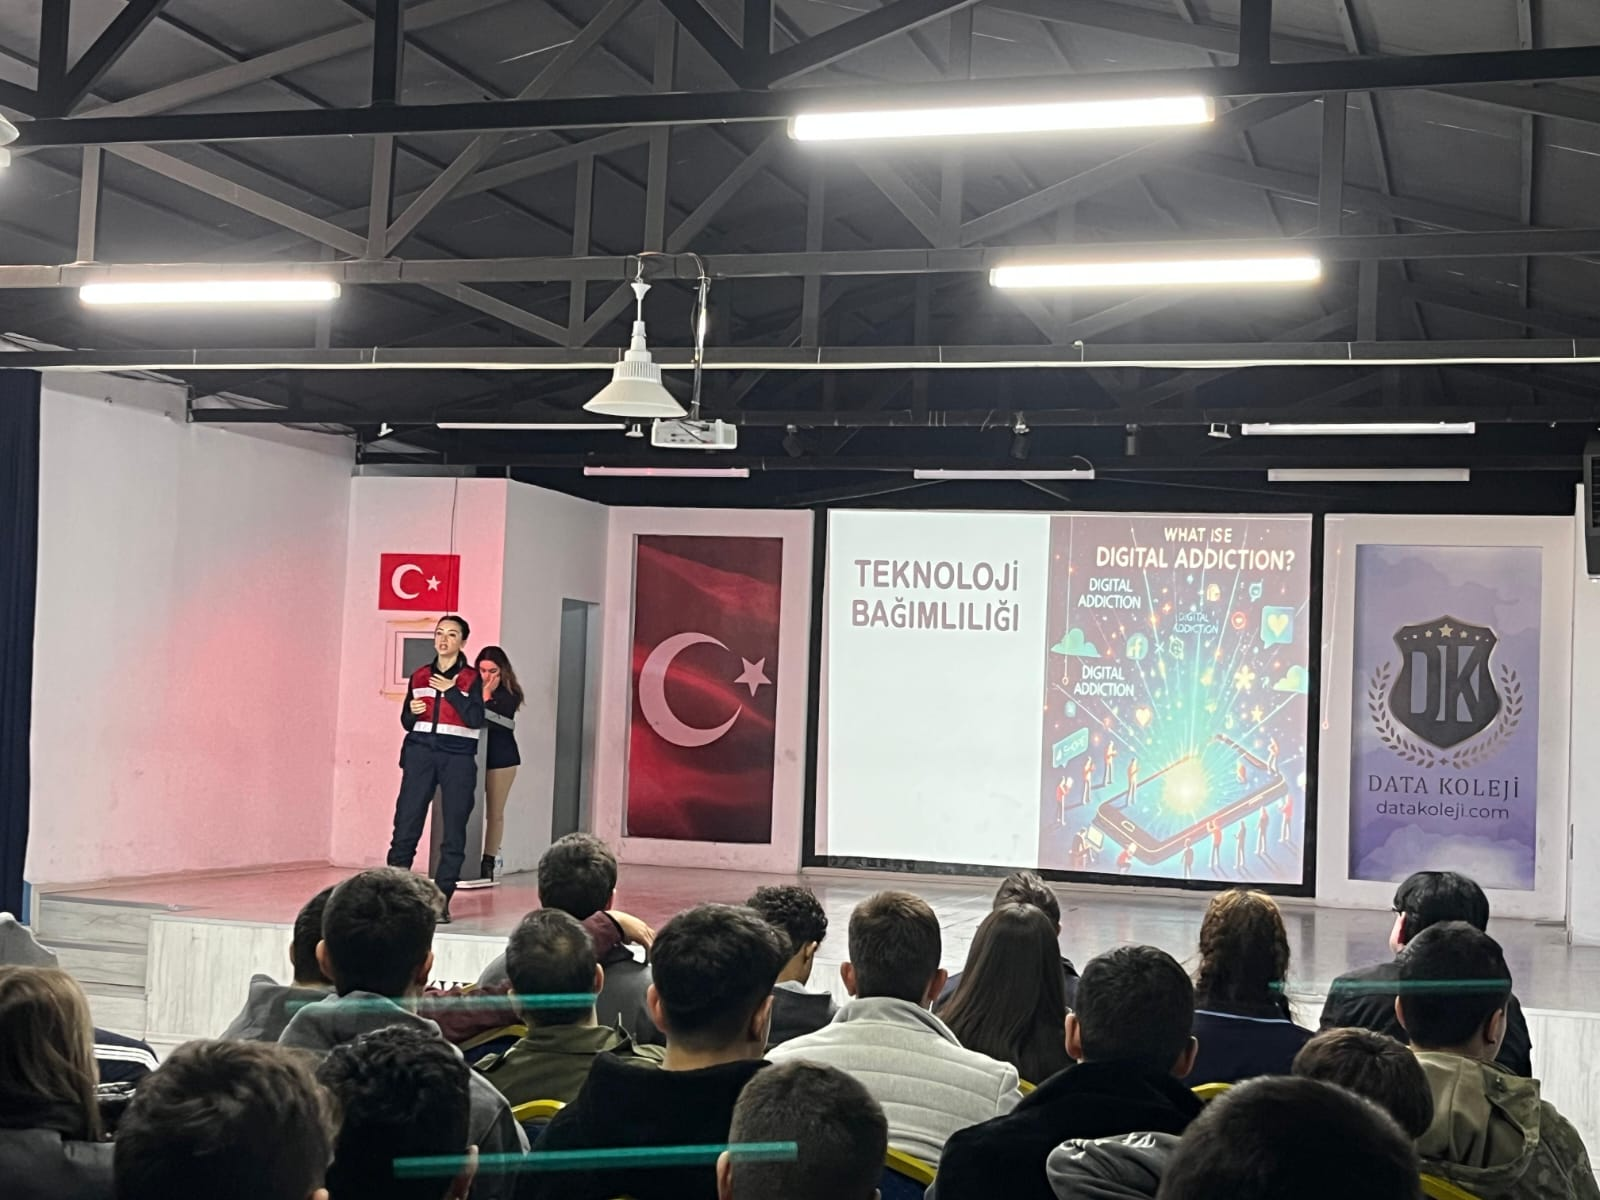 TEKNOLOJİ
BAĞIMLILIĞI
WHAT ISE
DIGITAL ADDICTION?
DIGITAL
ADDICTION
DIGITAL
ADDICTION
DIGITAL
ADDICTION
DK
DATA KOLEJİ
datakoleji.com